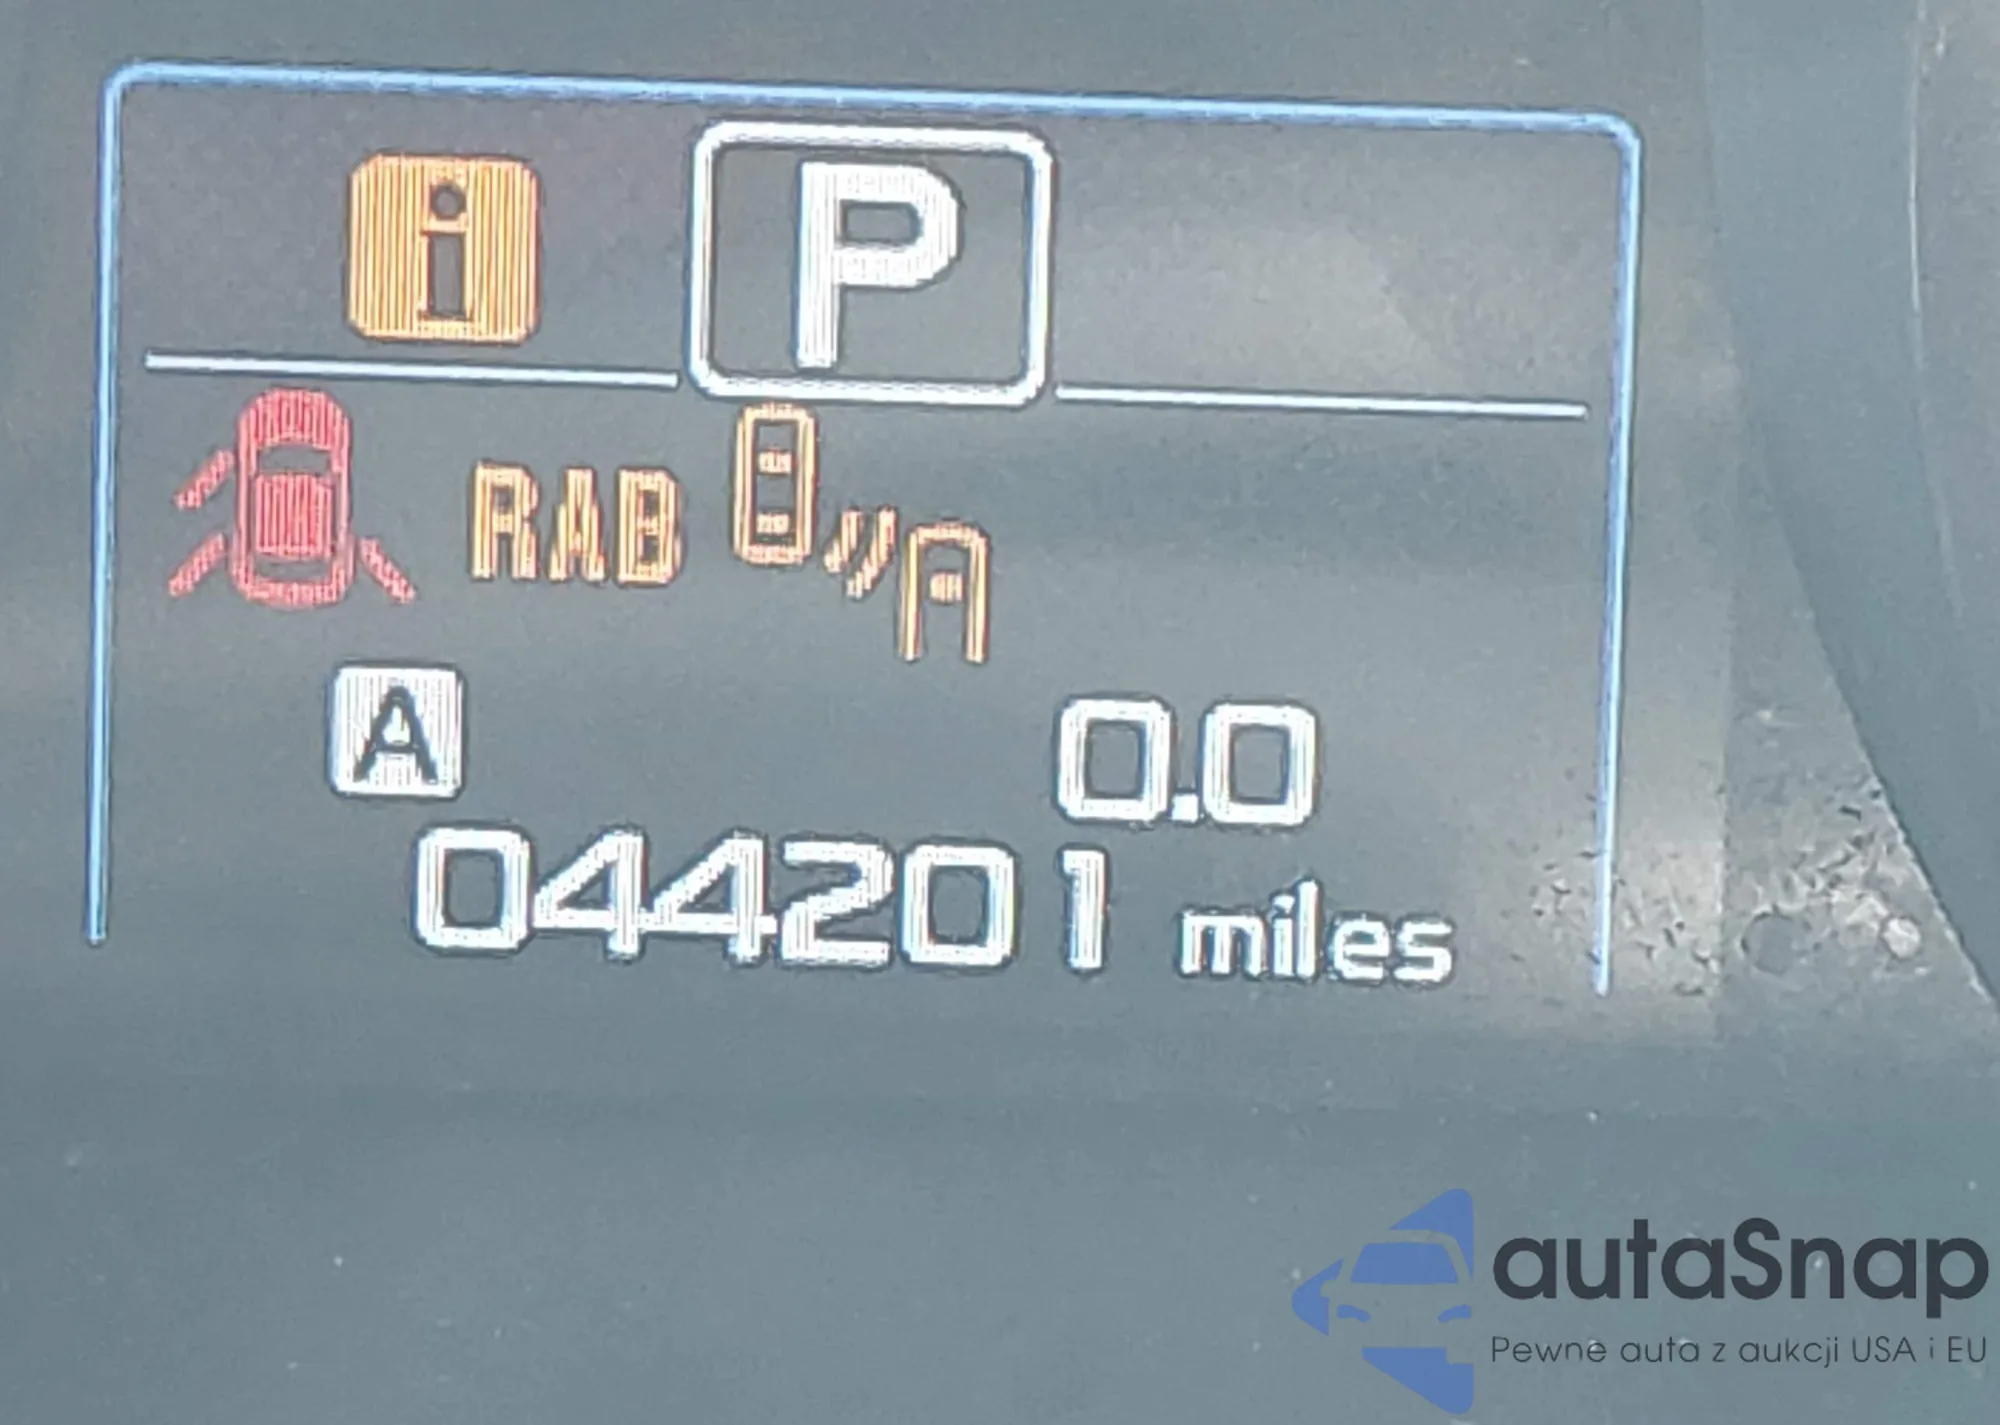 i P
RAB
A 0.0
044201 miles
autaSnap
Pewne auta z aukcji USA i EU